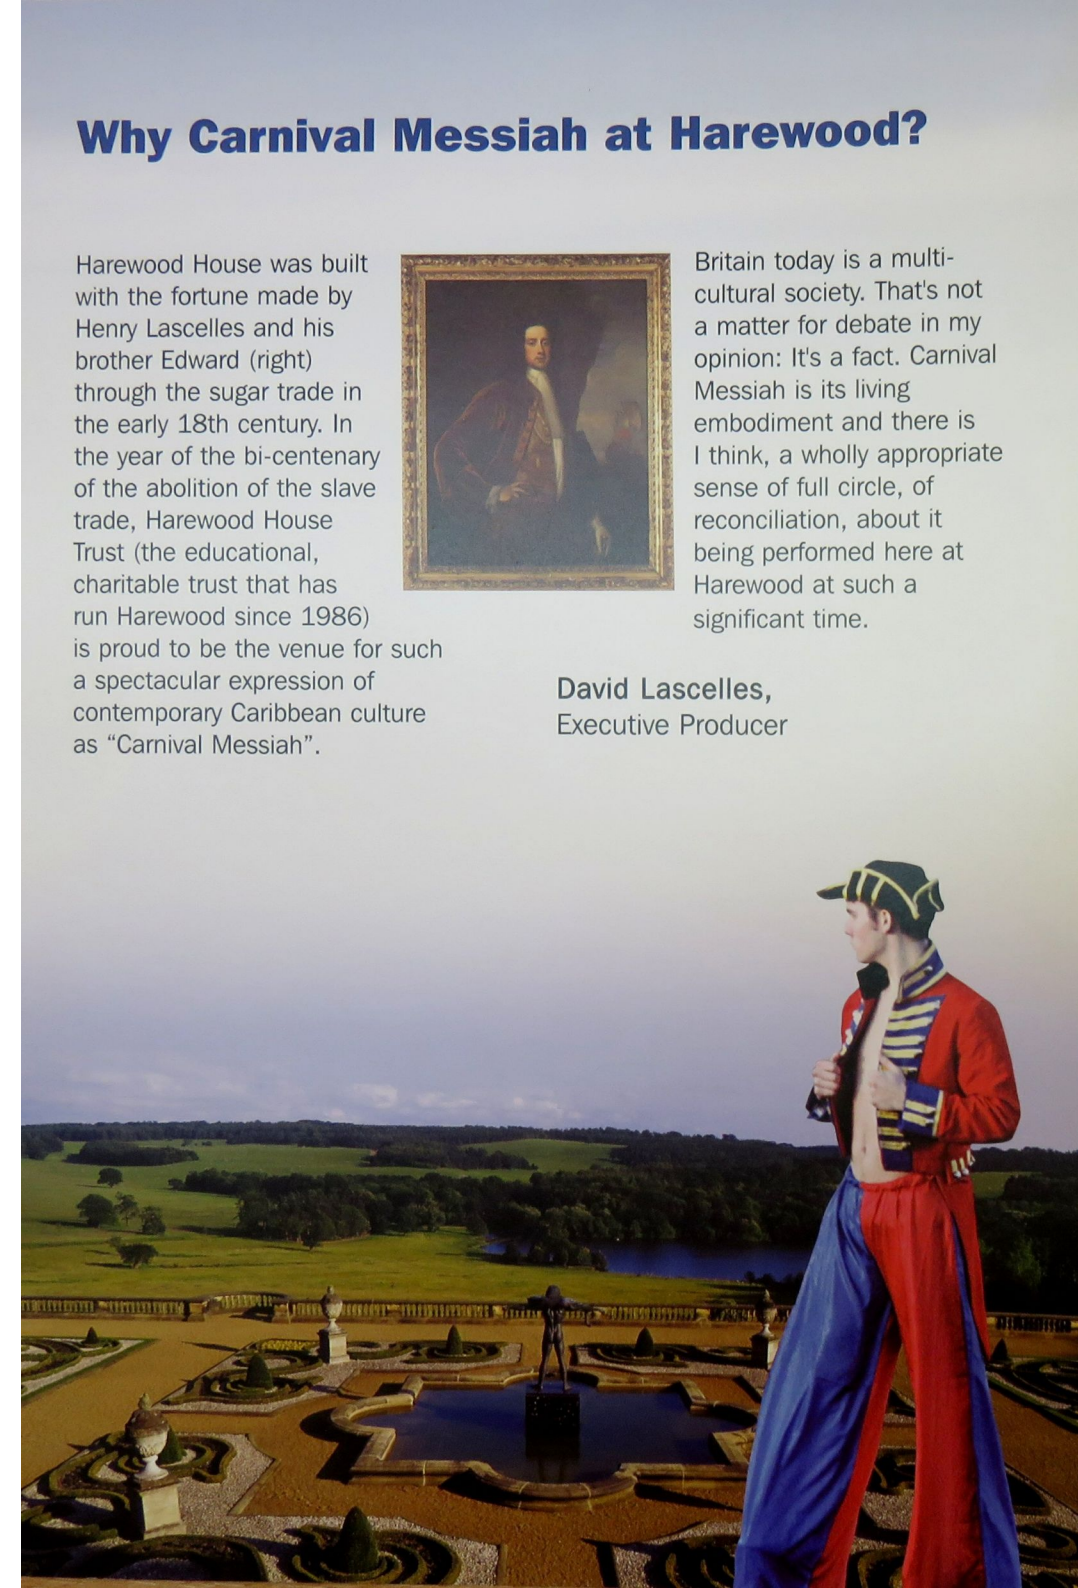 Why Carnival Messiah at Harewood?
Harewood House was built
with the fortune made by
Henry Lascelles and his
brother Edward (right)
through the sugar trade in
the early 18th century. In
the year of the bi-centenary
of the abolition of the slave
trade, Harewood House
Trust (the educational,
charitable trust that has
run Harewood since 1986)
is proud to be the venue for such
a spectacular expression of
contemporary Caribbean culture
as “Carnival Messiah”.
Britain today is a multi-
cultural society. That's not
a matter for debate in my
opinion: It's a fact. Carnival
Messiah is its living
embodiment and there is
I think, a wholly appropriate
sense of full circle, of
reconciliation, about it
being performed here at
Harewood at such a
significant time.
David Lascelles,
Executive Producer